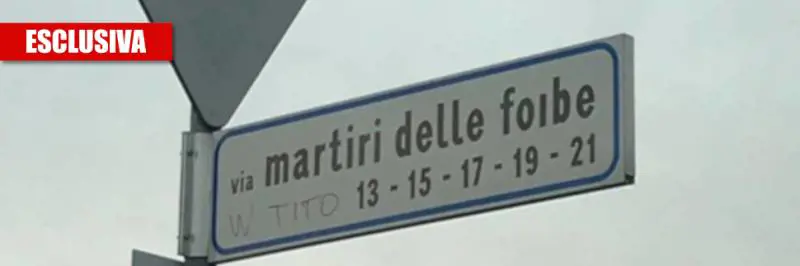 ESCLUSIVA
via martiri delle foibe
W TITO 13 - 15 - 17 - 19 - 21